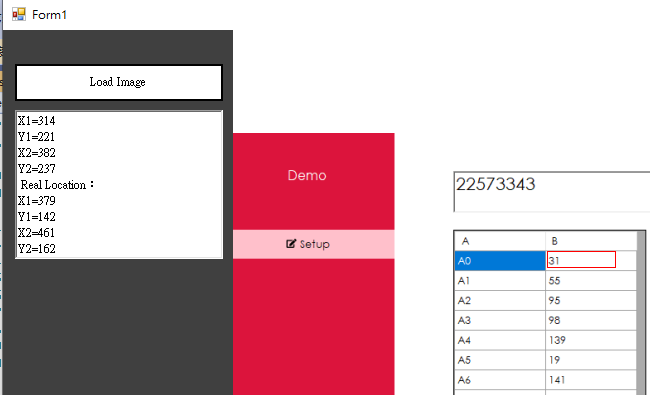 Form1
Load Image
X1=314
Y1=221
X2=382
Y2=237
Real Location：
X1=379
Y1=142
X2=461
Y2=162
Demo
Setup
22573343
A B
A0 31
A1 55
A2 95
A3 98
A4 139
A5 19
A6 141